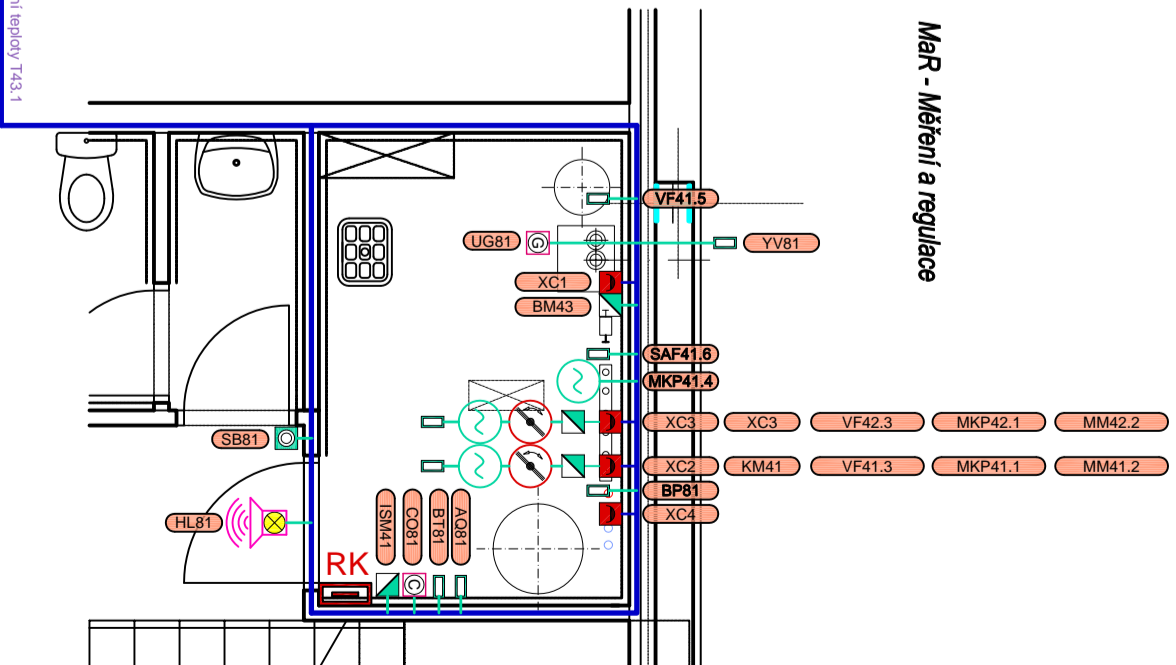 ní teploty T43.1
MaR - Měření a regulace
VF41.5
UG81
YV81
XC1
BM43
SAF41.6
MKP41.4
XC3
XC3
VF42.3
MKP42.1
MM42.2
SB81
XC2
KM41
VF41.3
MKP41.1
MM41.2
BP81
XC4
HL81
ISM41
CO81
BT81
AQ81
RK
G
C